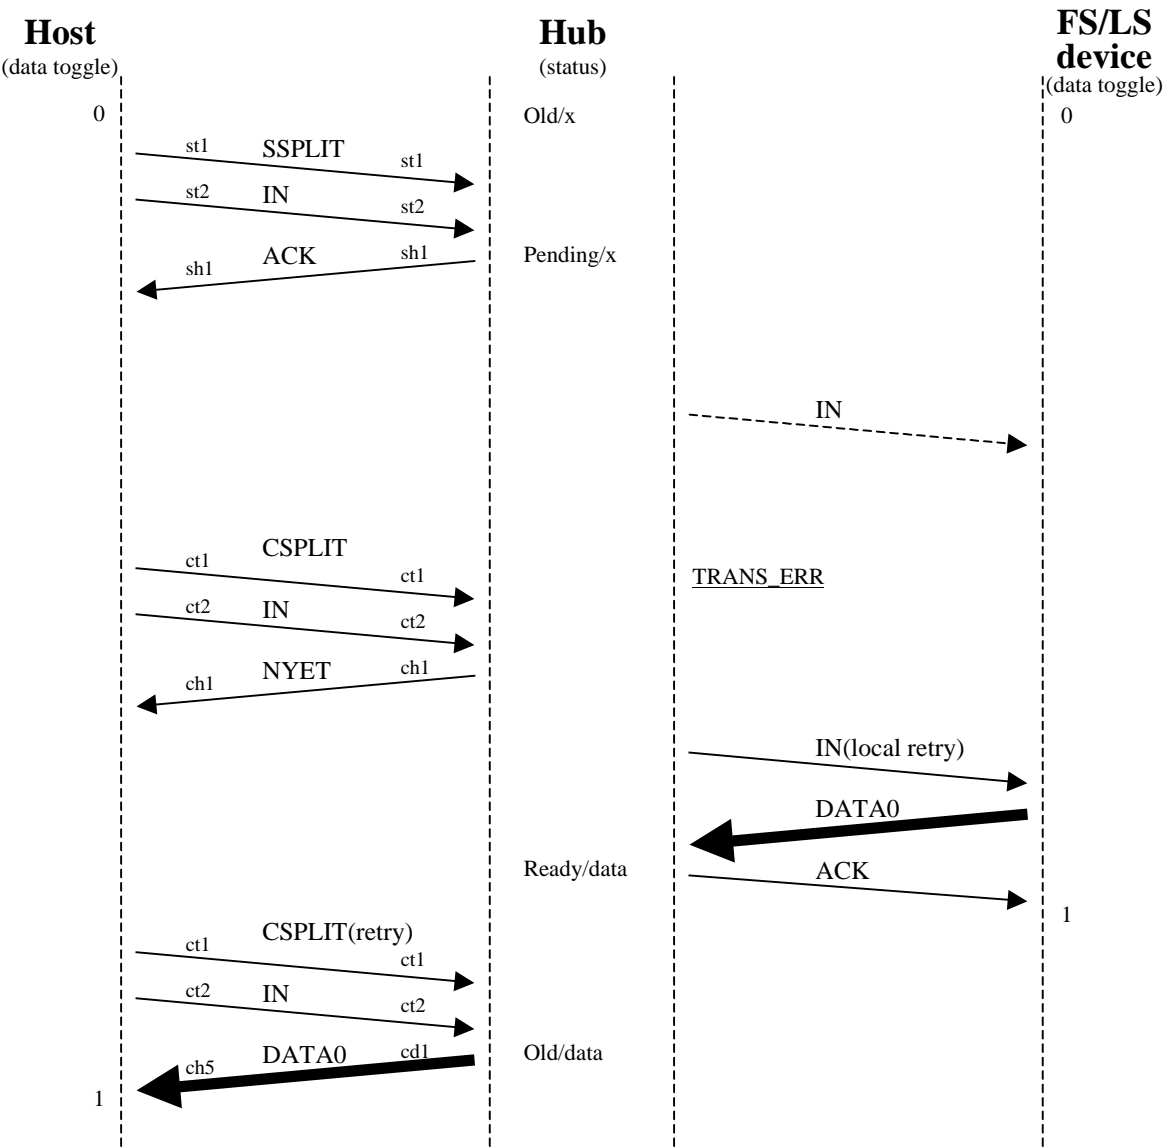 Host
(data toggle)
Hub
(status)
FS/LS
device
(data toggle)
0
Old/x
0
st1 SSPLIT st1
st2 IN st2
sh1 ACK sh1
Pending/x
IN
ct1 CSPLIT ct1
TRANS_ERR
ct2 IN ct2
ch1 NYET ch1
IN(local retry)
DATA0
Ready/data
ACK
1
ct1 CSPLIT(retry) ct1
ct2 IN ct2
ch5 DATA0 cd1
Old/data
1